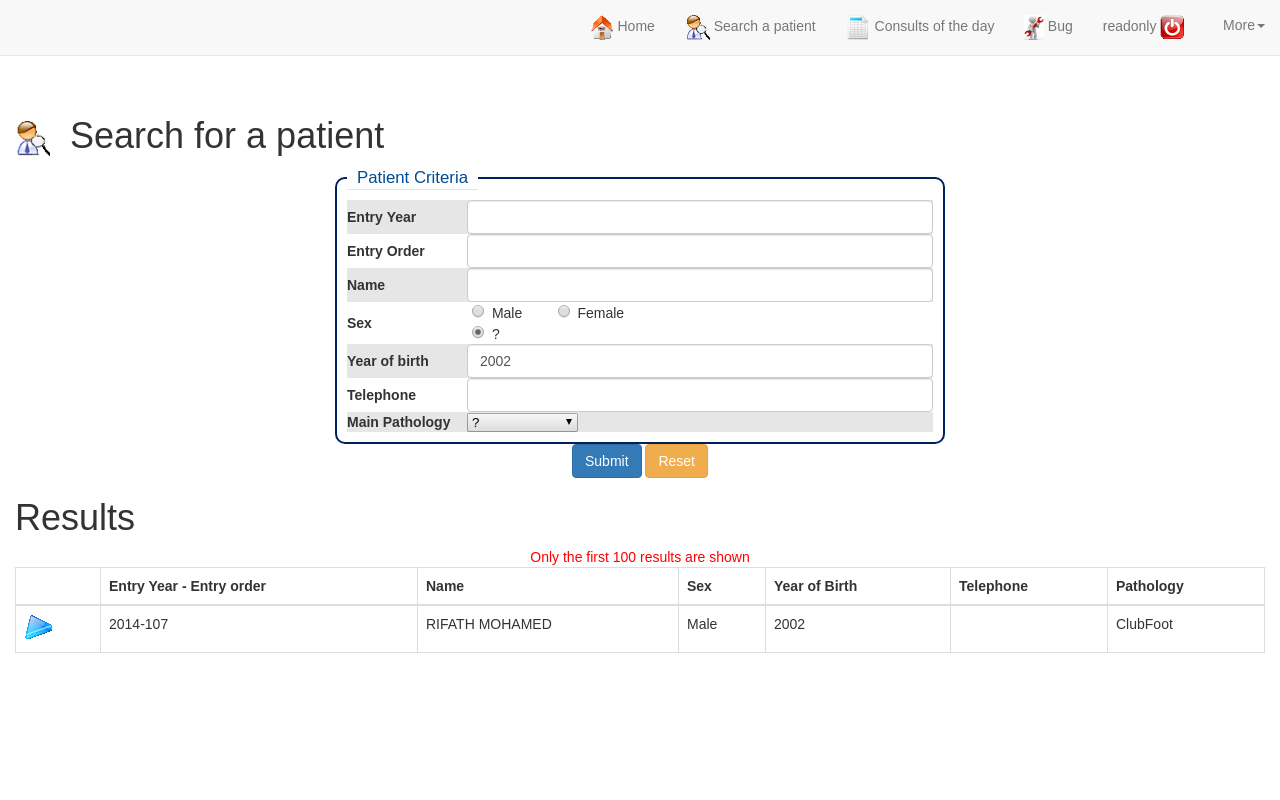 Home Search a patient Consults of the day Bug readonly More
Search for a patient
Patient Criteria
Entry Year
Entry Order
Name
Sex Male Female
?
Year of birth 2002
Telephone
Main Pathology ?
Submit Reset
Results
Only the first 100 results are shown
Entry Year - Entry order Name Sex Year of Birth Telephone Pathology
2014-107 RIFATH MOHAMED Male 2002 ClubFoot